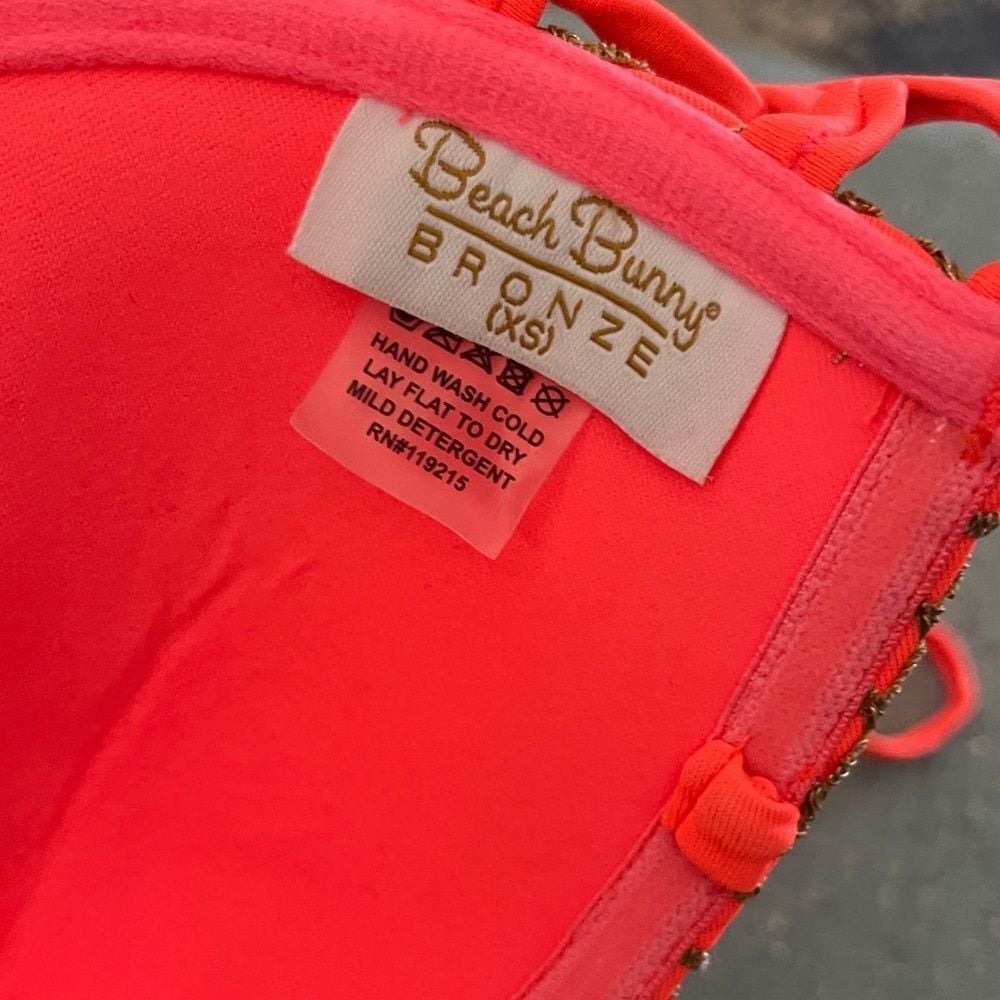 Beach Bunny®
BRONZE
(XS)
HAND WASH COLD
LAY FLAT TO DRY
MILD DETERGENT
RN#119215